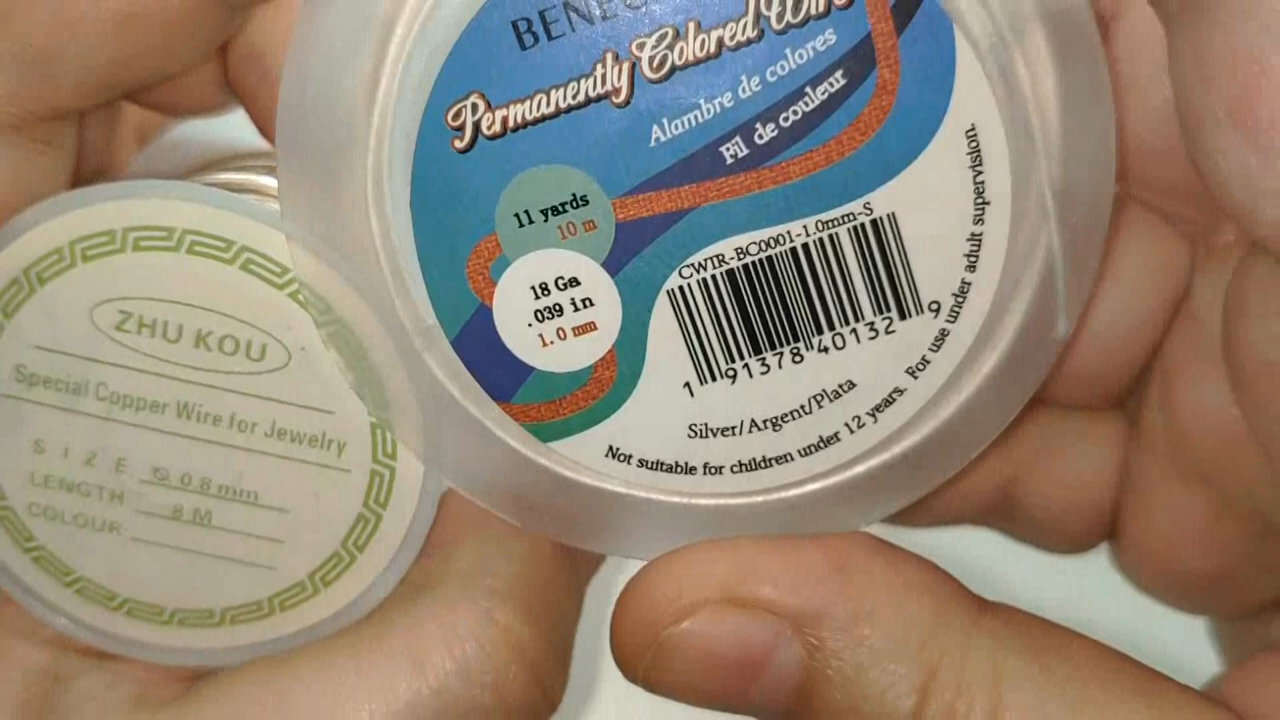 ZHU KOU
Special Copper Wire for Jewelry
SIZE Ø 0.8 mm
LENGTH 8 M
COLOUR
Permanently Colored Wire
Alambre de colores
Fil de couleur
11 yards
10 m
18 Ga
.039 in
1.0 mm
CWIR-BC0001-1.0mm-S
1 91378 40132 9
Silver/Argent/Plata
Not suitable for children under 12 years. For use under adult supervision.